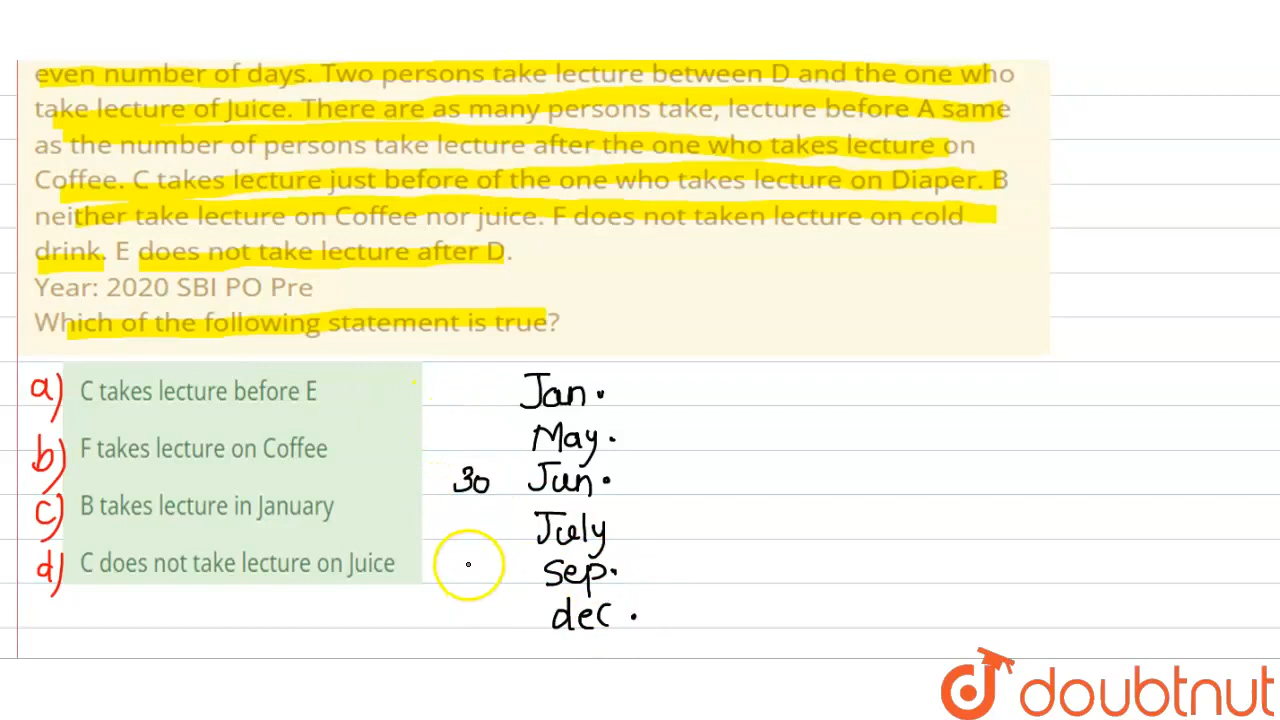 even number of days. Two persons take lecture between D and the one who
take lecture of Juice. There are as many persons take, lecture before A same
as the number of persons take lecture after the one who takes lecture on
Coffee. C takes lecture just before of the one who takes lecture on Diaper. B
neither take lecture on Coffee nor juice. F does not taken lecture on cold
drink. E does not take lecture after D.
Year: 2020 SBI PO Pre
Which of the following statement is true?
a) C takes lecture before E
b) F takes lecture on Coffee
c) B takes lecture in January
d) C does not take lecture on Juice
Jan
May
30 Jun
July
Sep
dec
doubtnut